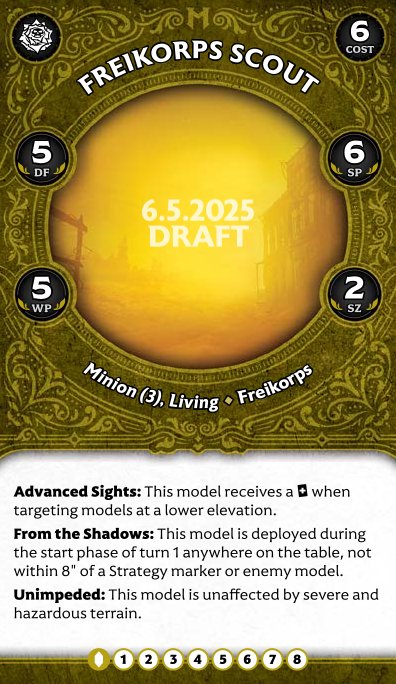 M
6
COST
FREIKORPS SCOUT
5
DF
6
SP
6.5.2025
DRAFT
5
WP
2
SZ
Minion (3), Living ⬥ Freikorps
Advanced Sights: This model receives a 🃏 when
targeting models at a lower elevation.
From the Shadows: This model is deployed during
the start phase of turn 1 anywhere on the table, not
within 8" of a Strategy marker or enemy model.
Unimpeded: This model is unaffected by severe and
hazardous terrain.
1 2 3 4 5 6 7 8